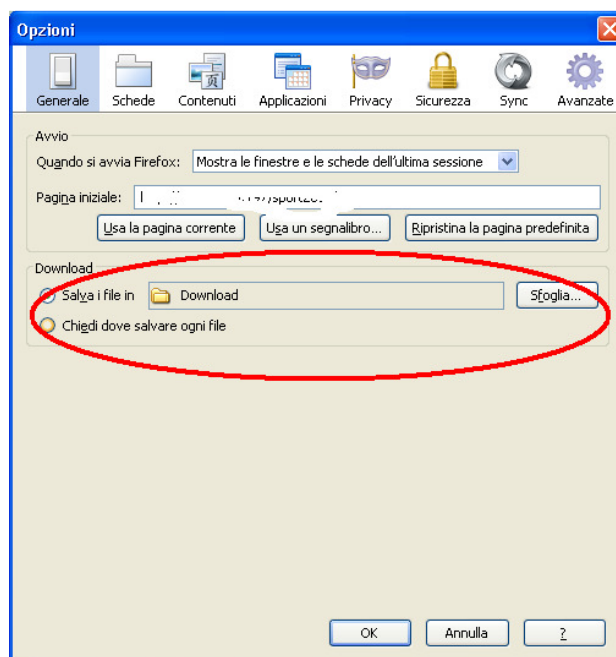 Opzioni
Generale Schede Contenuti Applicazioni Privacy Sicurezza Sync Avanzate
Avvio
Quando si avvia Firefox: Mostra le finestre e le schede dell'ultima sessione
Pagina iniziale:
Usa la pagina corrente Usa un segnalibro... Ripristina la pagina predefinita
Download
Salva i file in Download Sfoglia...
Chiedi dove salvare ogni file
OK Annulla ?